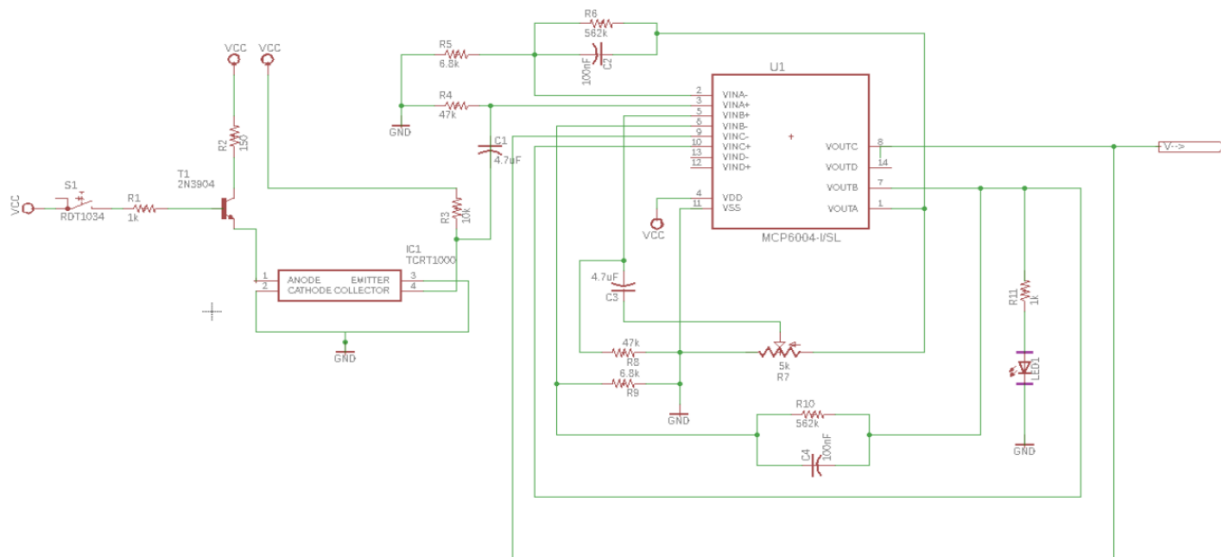 R6
562k
100nF
C2
R5
6.8k
R4
47k
GND
C1
4.7uF
VCC
VCC
R2
150
T1
2N3904
S1
VCC
RDT1034
R1
1k
R3
10k
IC1
TCRT1000
1
ANODE
EMITTER
3
2
CATHODE
COLLECTOR
4
GND
U1
2
VINA-
3
VINA+
5
VINB+
6
VINB-
9
VINC-
10
VINC+
13
VIND-
12
VIND+
4
VDD
11
VSS
VOUTC
8
VOUTD
14
VOUTB
7
VOUTA
1
MCP6004-I/SL
VCC
V-->
4.7uF
C3
47k
R8
6.8k
R9
GND
5k
R7
R10
562k
C4
100nF
R11
1k
LED1
GND